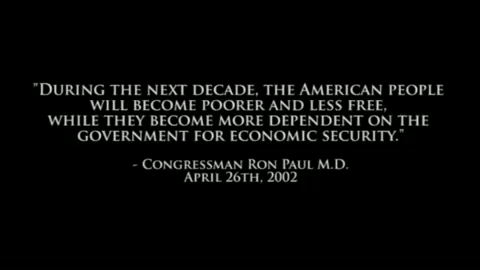 "During the next decade, the American people
will become poorer and less free,
while they become more dependent on the
government for economic security."
- Congressman Ron Paul M.D.
April 26th, 2002